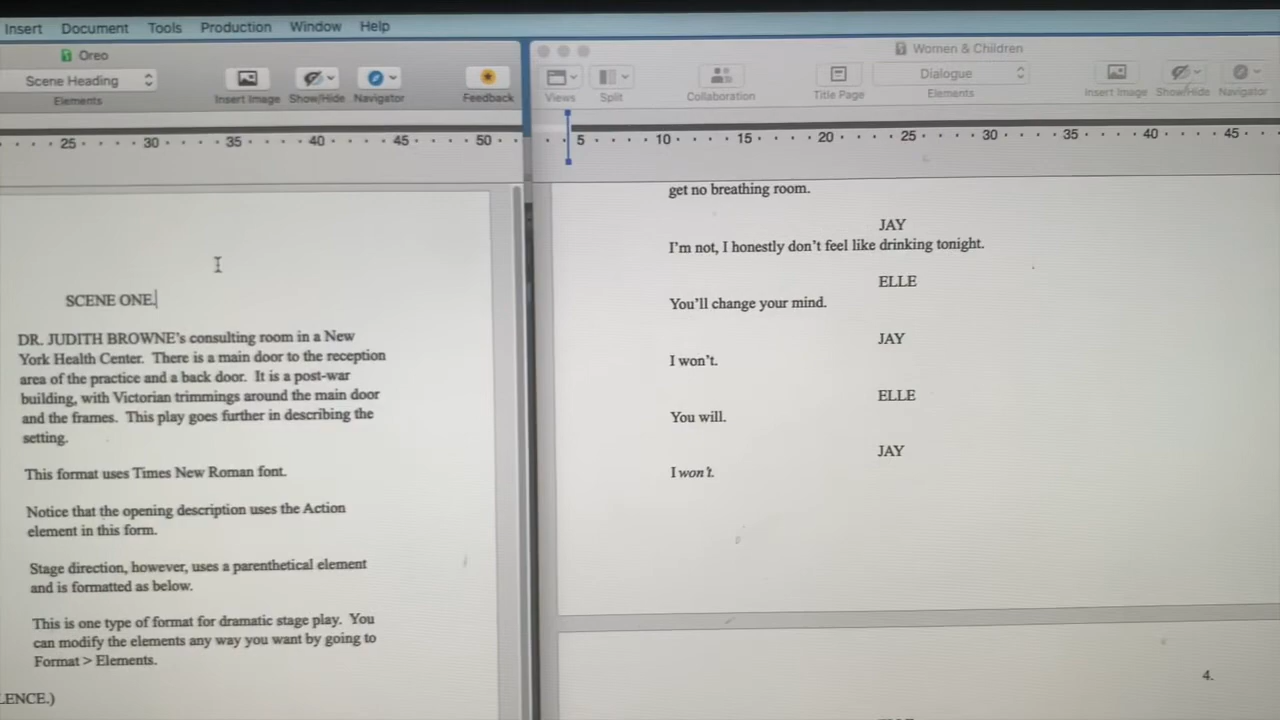 Insert Document Tools Production Window Help
Oreo
Scene Heading
Elements
Insert Image
Show/Hide
Navigator
Feedback
25 30 35 40 45 50
SCENE ONE.
DR. JUDITH BROWNE's consulting room in a New
York Health Center. There is a main door to the reception
area of the practice and a back door. It is a post-war
building, with Victorian trimmings around the main door
and the frames. This play goes further in describing the
setting.
This format uses Times New Roman font.
Notice that the opening description uses the Action
element in this form.
Stage direction, however, uses a parenthetical element
and is formatted as below.
This is one type of format for dramatic stage play. You
can modify the elements any way you want by going to
Format > Elements.
LENCE.)
Women & Children
Views
Split
Collaboration
Title Page
Dialogue
Elements
Insert Image
Show/Hide
Navigator
5 10 15 20 25 30 35 40 45
get no breathing room.
JAY
I'm not, I honestly don't feel like drinking tonight.
ELLE
You'll change your mind.
JAY
I won't.
ELLE
You will.
JAY
I won't.
4.